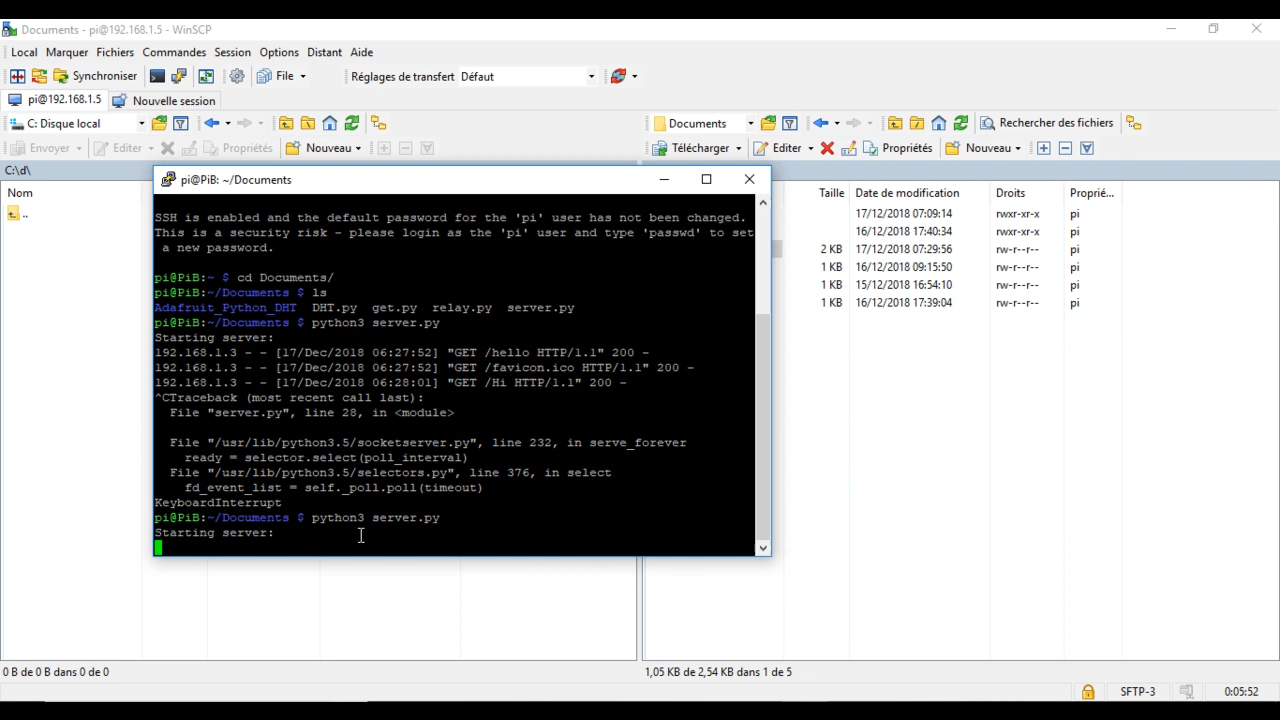 Documents - pi@192.168.1.5 - WinSCP
Local Marquer Fichiers Commandes Session Options Distant Aide
Synchroniser File Réglages de transfert Défaut
pi@192.168.1.5 Nouvelle session
C: Disque local Documents Rechercher des fichiers
Envoyer Editer Propriétés Nouveau Télécharger Editer Propriétés Nouveau
C:\d\
Nom Taille Date de modification Droits Proprié...
..
17/12/2018 07:09:14 rwxr-xr-x pi
16/12/2018 17:40:34 rwxr-xr-x pi
2 KB 17/12/2018 07:29:56 rw-r--r-- pi
1 KB 16/12/2018 09:15:50 rw-r--r-- pi
1 KB 15/12/2018 16:54:10 rw-r--r-- pi
1 KB 16/12/2018 17:39:04 rw-r--r-- pi
pi@PiB: ~/Documents
SSH is enabled and the default password for the 'pi' user has not been changed.
This is a security risk - please login as the 'pi' user and type 'passwd' to set
a new password.
pi@PiB:~ $ cd Documents/
pi@PiB:~/Documents $ ls
Adafruit_Python_DHT DHT.py get.py relay.py server.py
pi@PiB:~/Documents $ python3 server.py
Starting server:
192.168.1.3 - - [17/Dec/2018 06:27:52] "GET /hello HTTP/1.1" 200 -
192.168.1.3 - - [17/Dec/2018 06:27:52] "GET /favicon.ico HTTP/1.1" 200 -
192.168.1.3 - - [17/Dec/2018 06:28:01] "GET /Hi HTTP/1.1" 200 -
^CTraceback (most recent call last):
File "server.py", line 28, in <module>
File "/usr/lib/python3.5/socketserver.py", line 232, in serve_forever
ready = selector.select(poll_interval)
File "/usr/lib/python3.5/selectors.py", line 376, in select
fd_event_list = self._poll.poll(timeout)
KeyboardInterrupt
pi@PiB:~/Documents $ python3 server.py
Starting server:
0 B de 0 B dans 0 de 0 1,05 KB de 2,54 KB dans 1 de 5
SFTP-3 0:05:52